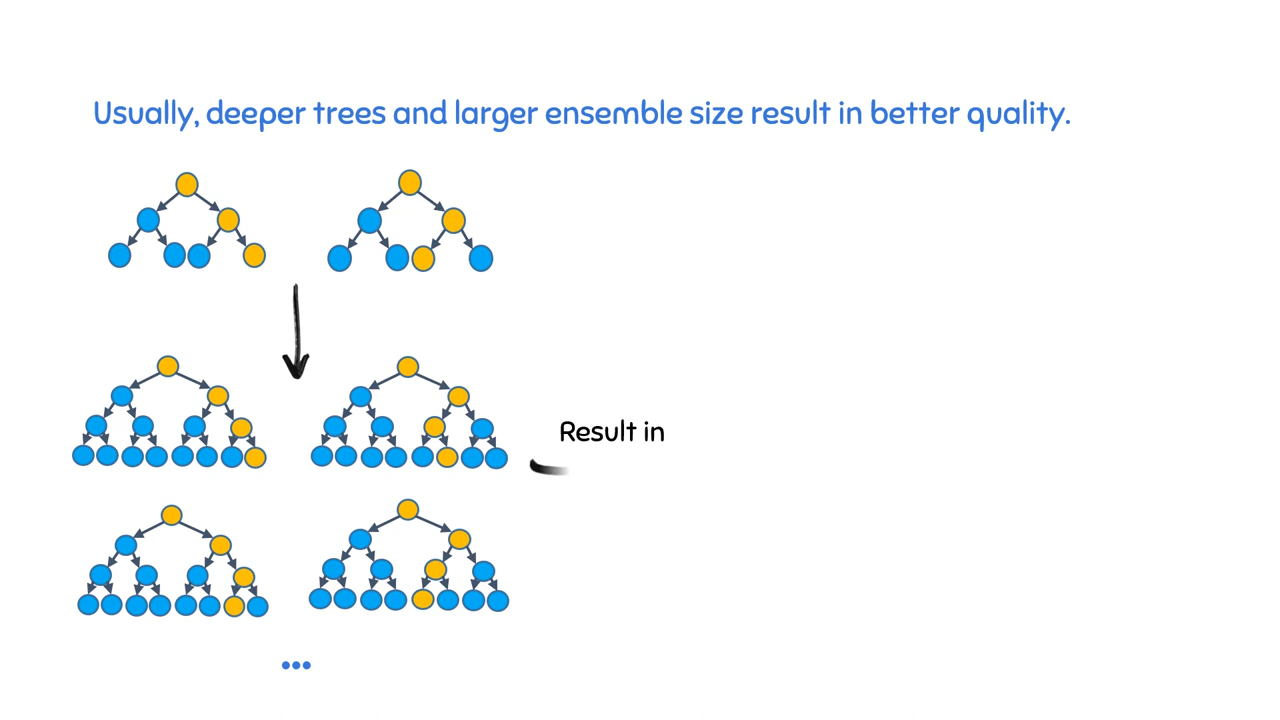 Usually, deeper trees and larger ensemble size result in better quality.
Result in